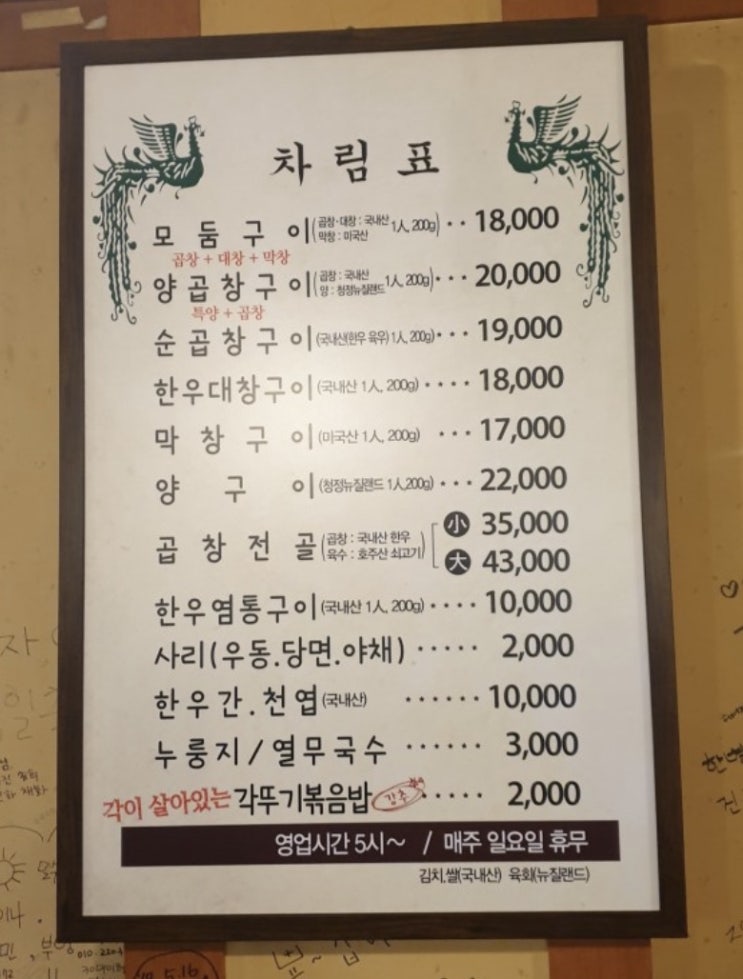 차림표
모둠구이(곱창·대창 : 국내산 막창 : 미국산 1人, 200g) ·· 18,000
곱창 + 대창 + 막창
양곱창구이(곱창 : 국내산 양 : 청정뉴질랜드 1人, 200g) ··· 20,000
특양 + 곱창
순곱창구이(국내산(한우 육우) 1人, 200g) ··· 19,000
한우대창구이(국내산 1人, 200g) ···· 18,000
막창구이(미국산 1人, 200g) ··· 17,000
양구이(청정뉴질랜드 1人, 200g) ··· 22,000
곱창전골(곱창 : 국내산 한우 육수 : 호주산 쇠고기) 小 35,000
大 43,000
한우염통구이(국내산 1人, 200g) ···· 10,000
사리(우동.당면.야채) ····· 2,000
한우간.천엽(국내산) ······ 10,000
누룽지/열무국수 ······ 3,000
각이 살아있는 각뚜기볶음밥 강추 ····· 2,000
영업시간 5시~ / 매주 일요일 휴무
김치.쌀(국내산) 육회(뉴질랜드)
010-220
5.16